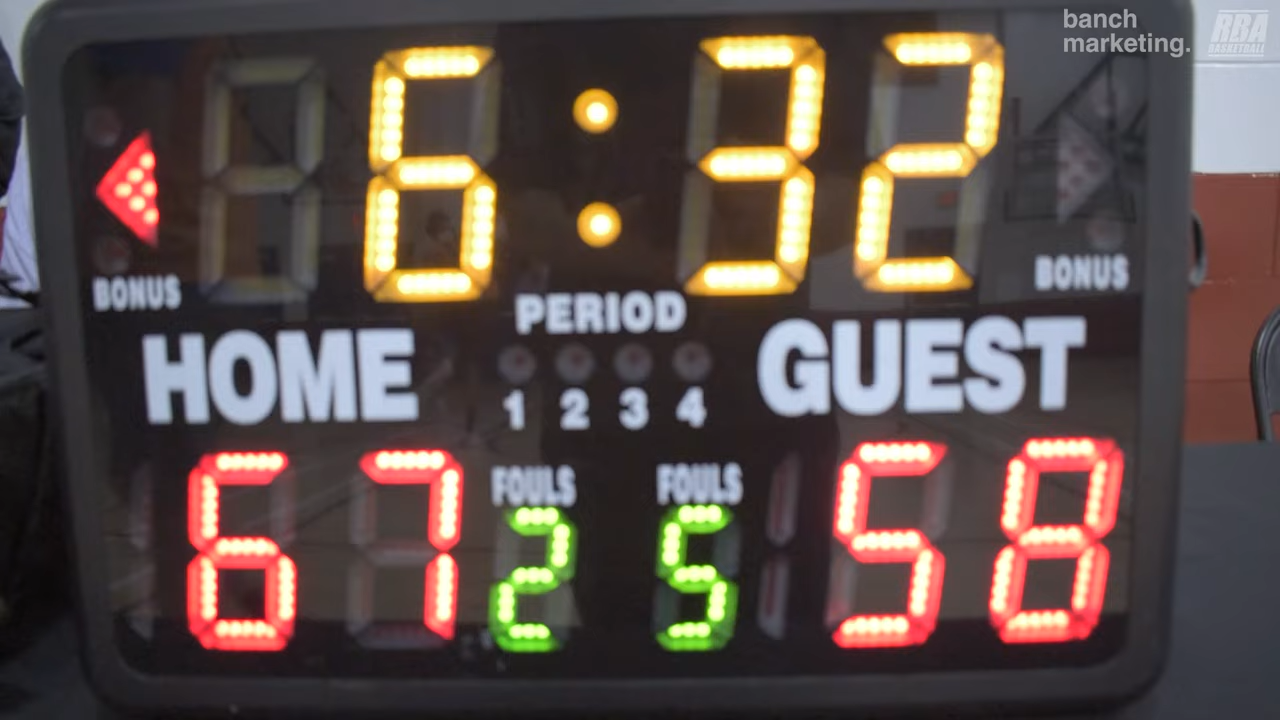 banch
marketing.
RBA
BASKETBALL
6:32
BONUS
BONUS
PERIOD
HOME
GUEST
1 2 3 4
FOULS
FOULS
67
2
5
58